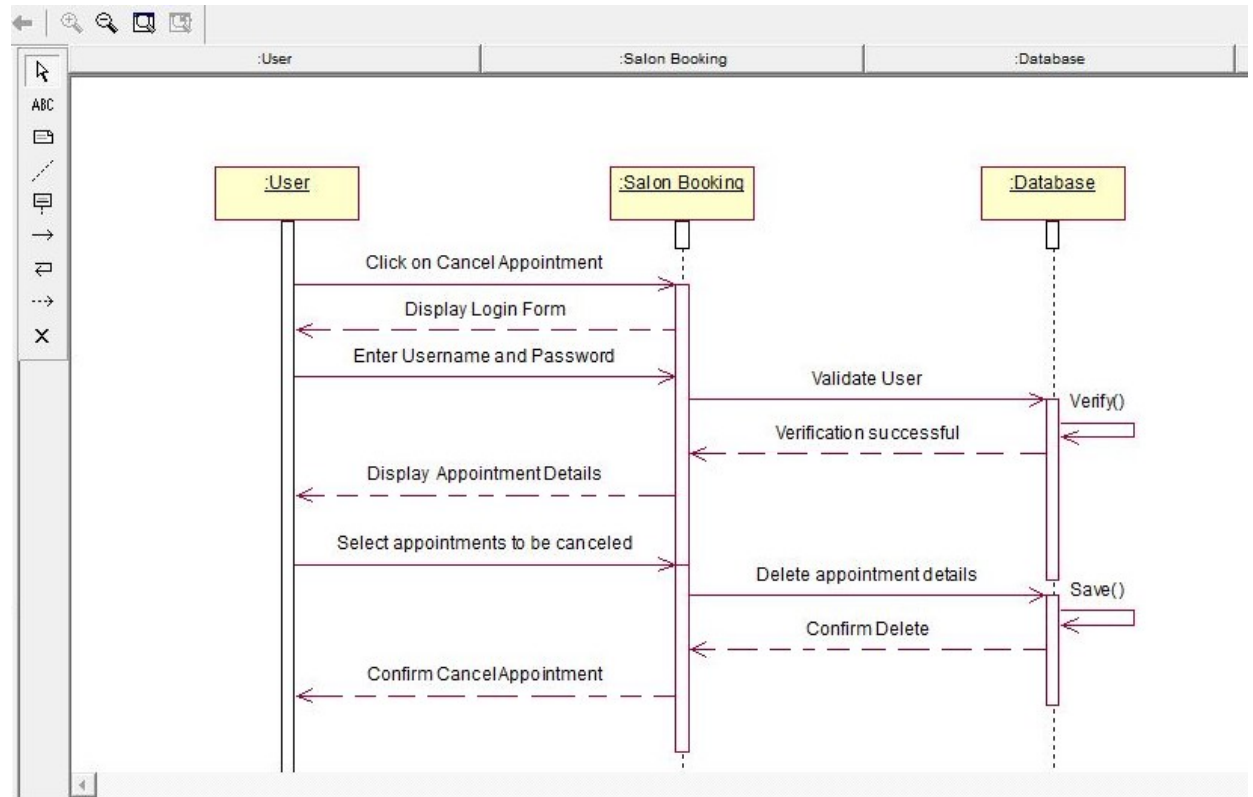 :User
:Salon Booking
:Database
ABC
:User
:Salon Booking
:Database
Click on Cancel Appointment
Display Login Form
Enter Username and Password
Validate User
Verify()
Verification successful
Display Appointment Details
Select appointments to be canceled
Delete appointment details
Save()
Confirm Delete
Confirm Cancel Appointment